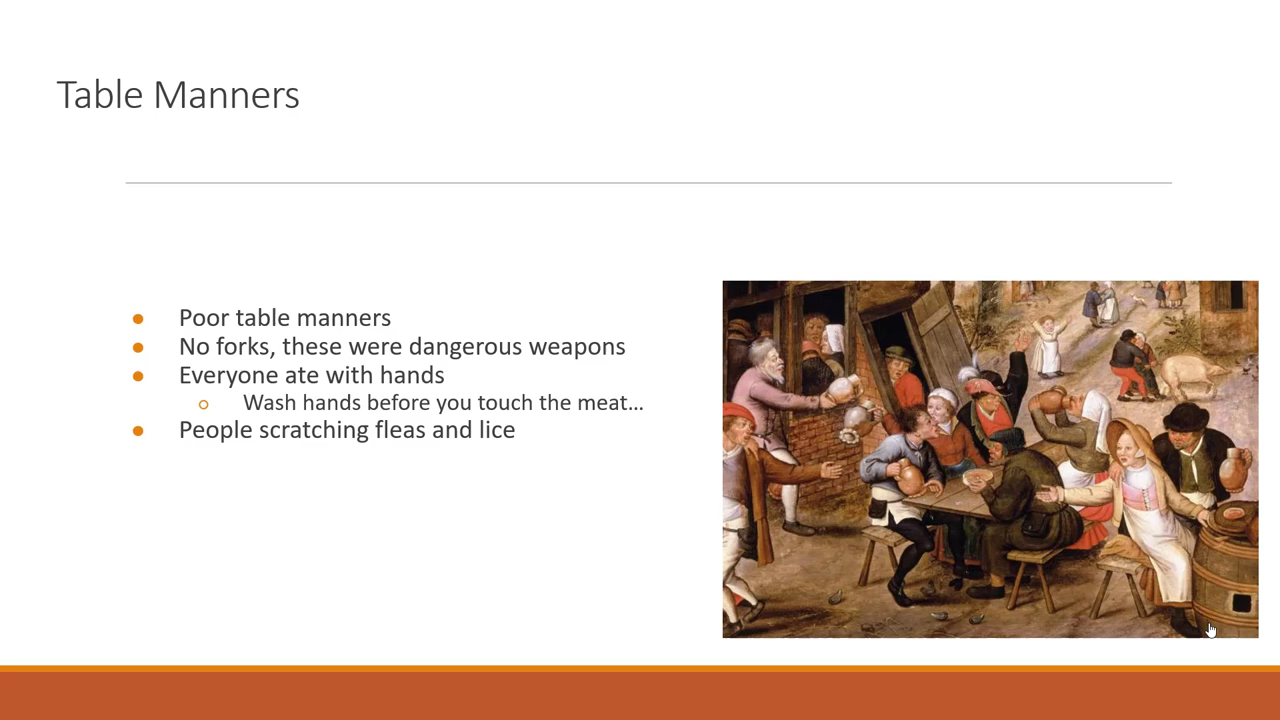 Table Manners
● Poor table manners
● No forks, these were dangerous weapons
● Everyone ate with hands
○ Wash hands before you touch the meat...
● People scratching fleas and lice